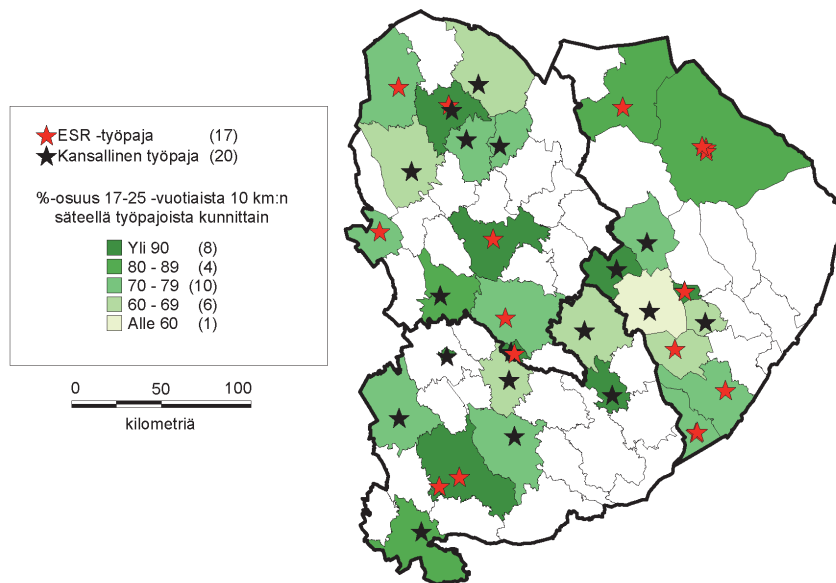 ESR -työpaja (17)
Kansallinen työpaja (20)
%-osuus 17-25 -vuotiaista 10 km:n
säteellä työpajoista kunnittain
Yli 90 (8)
80 - 89 (4)
70 - 79 (10)
60 - 69 (6)
Alle 60 (1)
0 50 100
kilometriä